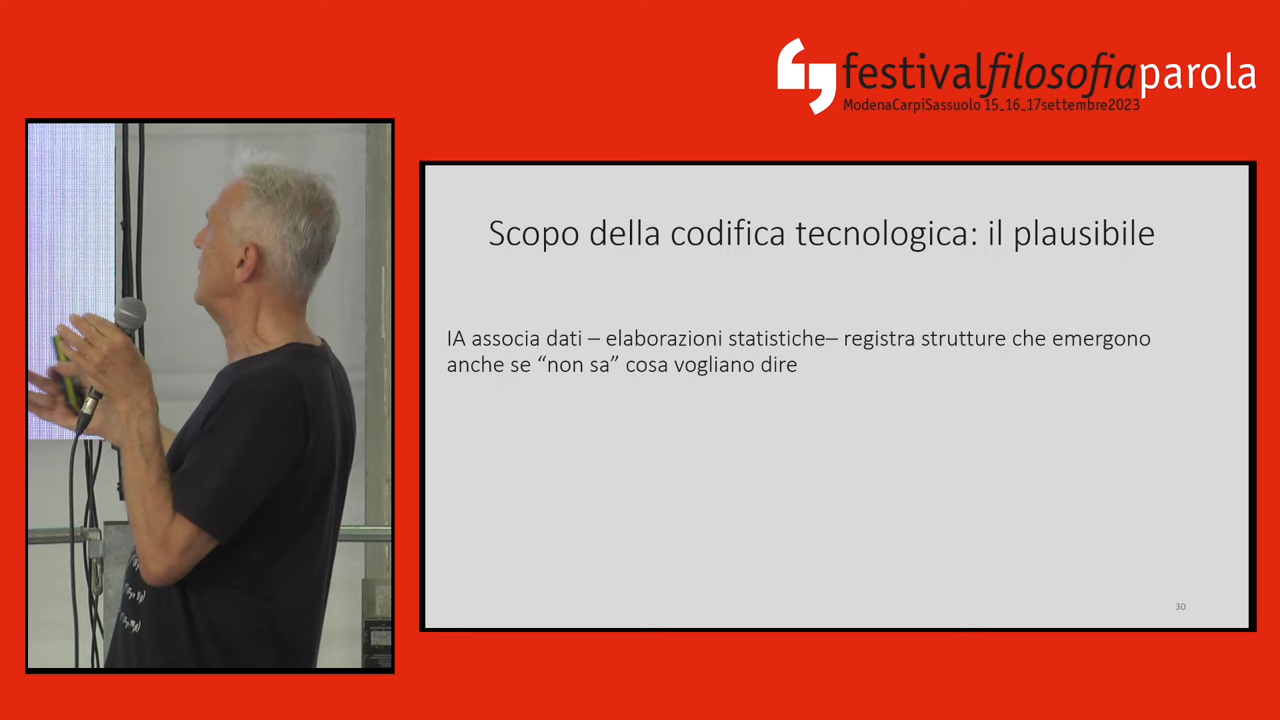 festivalfilosofiaparola
ModenaCarpiSassuolo 15_16_17settembre2023
Scopo della codifica tecnologica: il plausibile
IA associa dati – elaborazioni statistiche– registra strutture che emergono
anche se “non sa” cosa vogliano dire
30